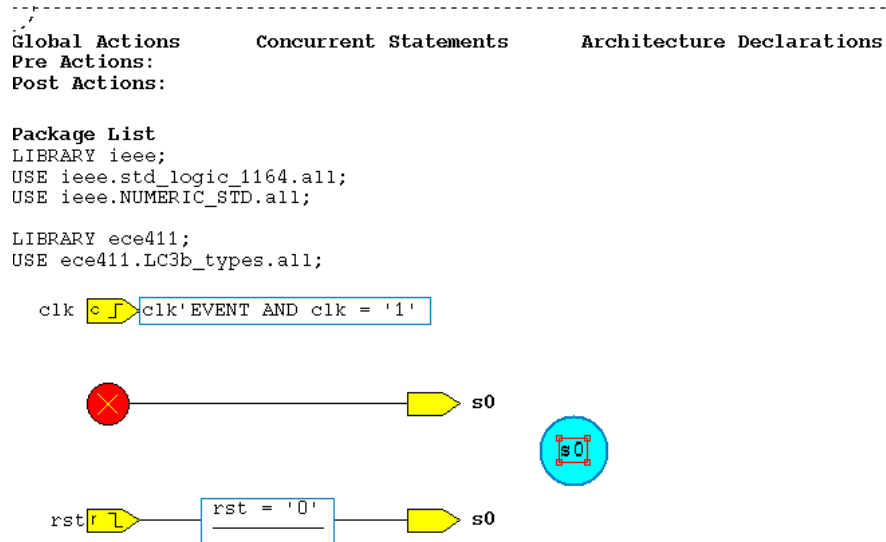 Global Actions Concurrent Statements Architecture Declarations
Pre Actions:
Post Actions:
Package List
LIBRARY ieee;
USE ieee.std_logic_1164.all;
USE ieee.NUMERIC_STD.all;
LIBRARY ece411;
USE ece411.LC3b_types.all;
clk c clk'EVENT AND clk = '1'
s0
s0
rst r rst = '0' s0